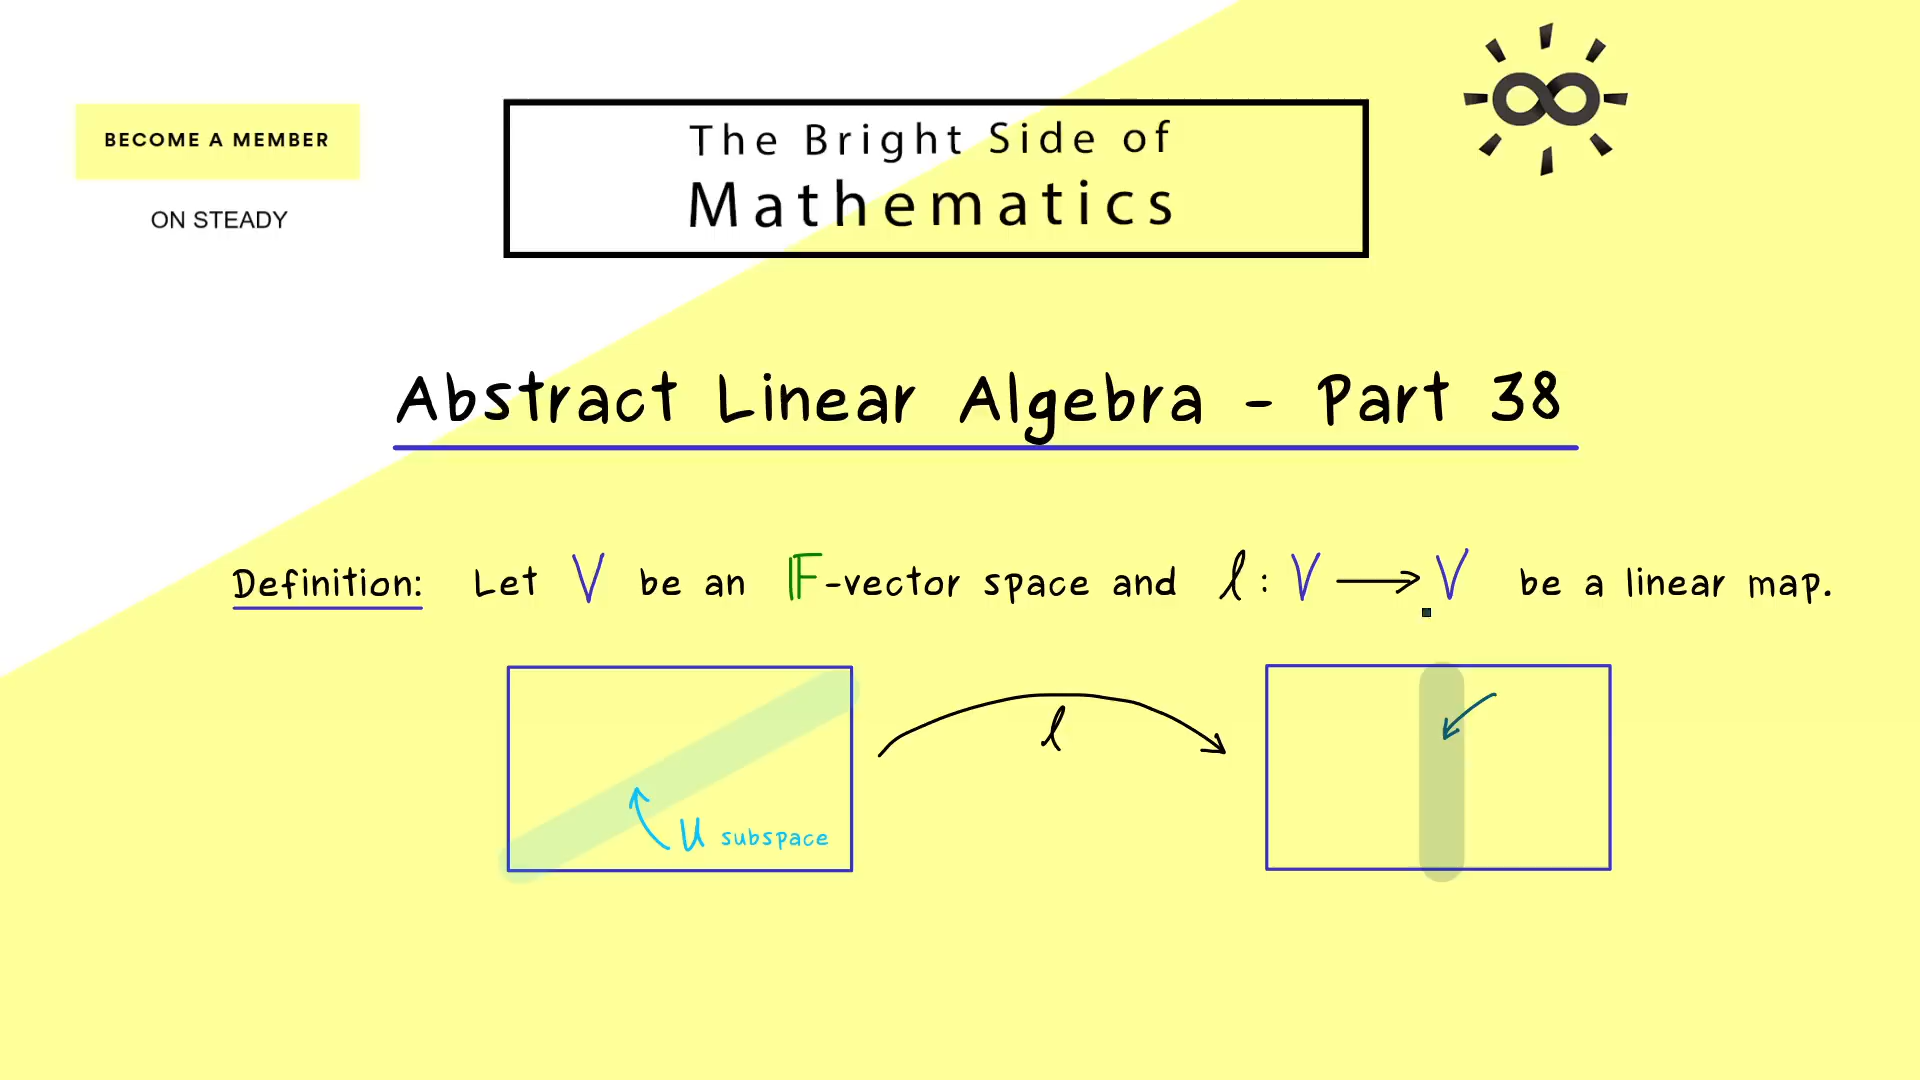 BECOME A MEMBER
ON STEADY
The Bright Side of
Mathematics
Abstract Linear Algebra - Part 38
Definition: Let V be an 𝔽-vector space and ℓ: V ⟶ V be a linear map.
ℓ
U subspace